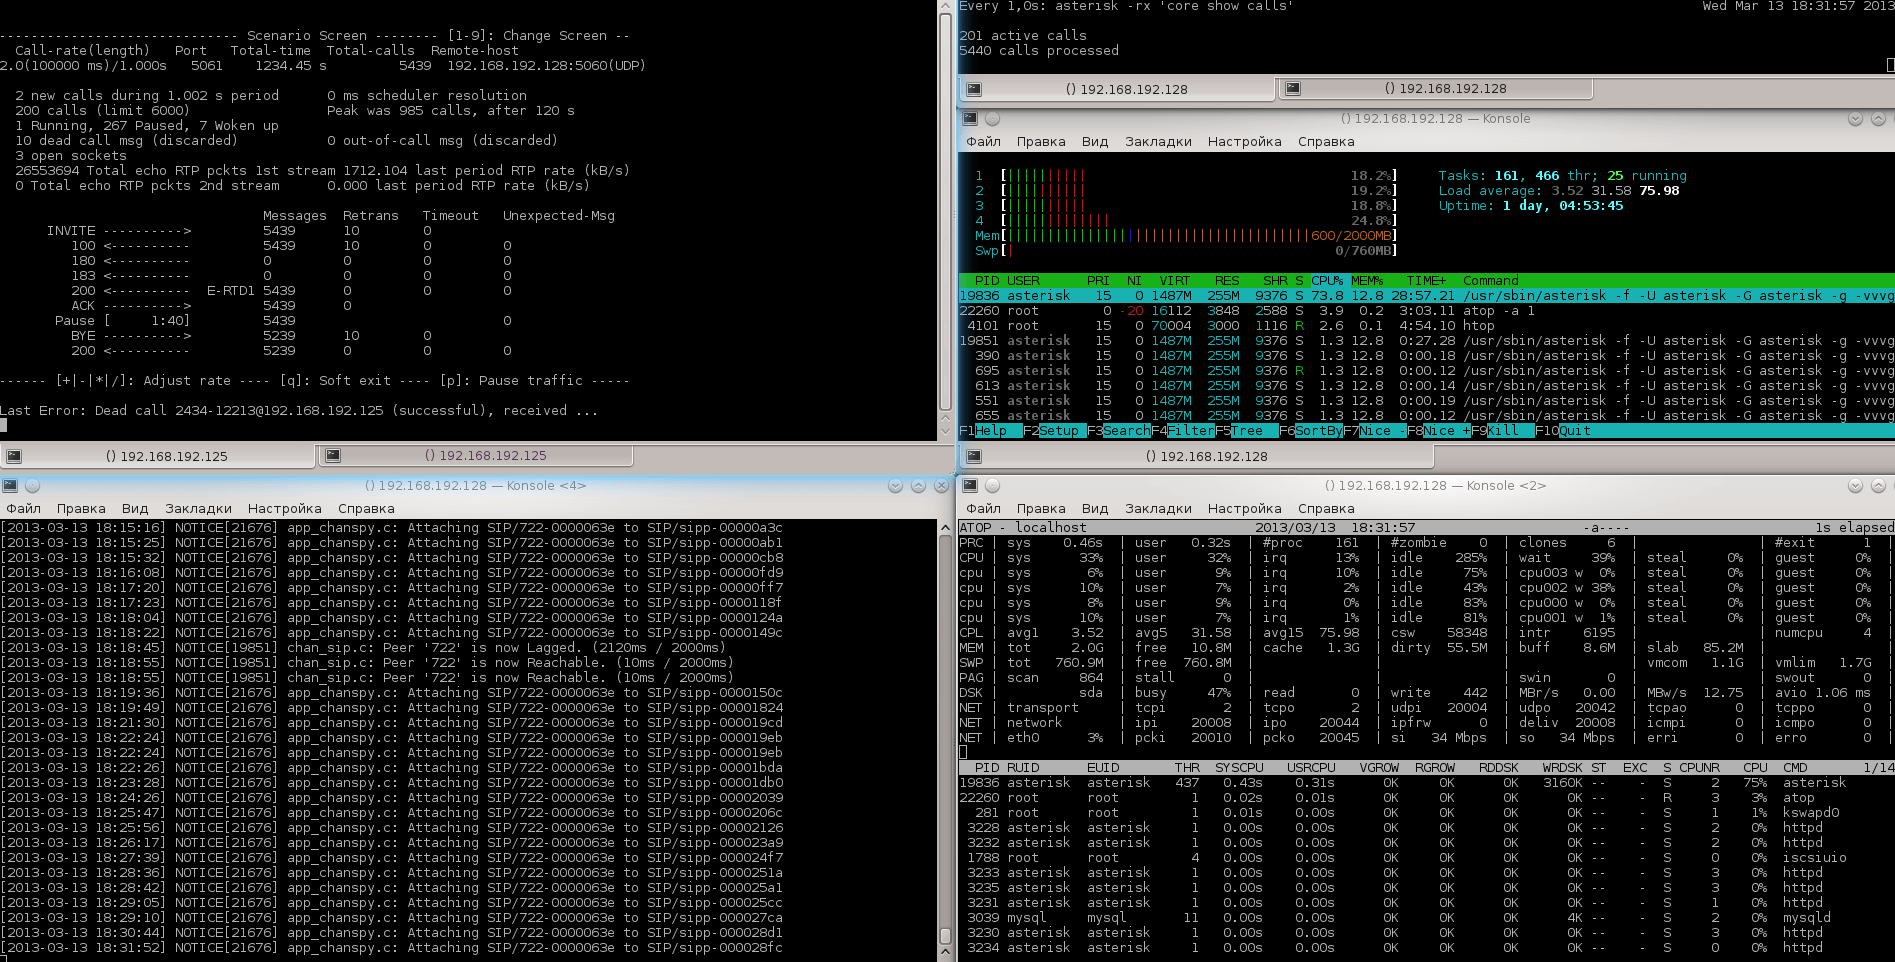 ----------------------------- Scenario Screen -------- [1-9]: Change Screen --
Call-rate(length)   Port   Total-time  Total-calls  Remote-host
2.0(100000 ms)/1.000s   5061    1234.45 s         5439  192.168.192.128:5060(UDP)
2 new calls during 1.002 s period      0 ms scheduler resolution
200 calls (limit 6000)                 Peak was 985 calls, after 120 s
1 Running, 267 Paused, 7 Woken up
10 dead call msg (discarded)           0 out-of-call msg (discarded)
3 open sockets
26553694 Total echo RTP pckts 1st stream 1712.104 last period RTP rate (kB/s)
0 Total echo RTP pckts 2nd stream      0.000 last period RTP rate (kB/s)
Messages  Retrans   Timeout   Unexpected-Msg
INVITE ---------->         5439      10        0
100 <----------         5439      10        0         0
180 <----------         0         0         0         0
183 <----------         0         0         0         0
200 <----------  E-RTD1 5439      0         0         0
ACK ---------->         5439      0
Pause [     1:40]         5439                          0
BYE ---------->         5239      10        0
200 <----------         5239      0         0         0
------ [+|-|*|/]: Adjust rate ---- [q]: Soft exit ---- [p]: Pause traffic -----
Last Error: Dead call 2434-12213@192.168.192.125 (successful), received ...
() 192.168.192.125
() 192.168.192.125
Every 1,0s: asterisk -rx 'core show calls'
Wed Mar 13 18:31:57 2013
201 active calls
5440 calls processed
() 192.168.192.128
() 192.168.192.128
() 192.168.192.128 — Konsole
Файл Правка Вид Закладки Настройка Справка
1 [|||||||||| 18.2%]   Tasks: 161, 466 thr; 25 running
2 [|||||||||| 19.2%]   Load average: 3.52 31.58 75.98
3 [|||||||||| 18.8%]   Uptime: 1 day, 04:53:45
4 [||||||||||||| 24.8%]
Mem[|||||||||||||||||||||||||||||||||||||600/2000MB]
Swp[| 0/760MB]
PID USER      PRI  NI  VIRT   RES   SHR S CPU% MEM%   TIME+  Command
19836 asterisk   15   0 1487M  255M  9376 S 73.8 12.8 28:57.21 /usr/sbin/asterisk -f -U asterisk -G asterisk -g -vvvg
22260 root        0 -20 16112  3848  2588 S  3.9  0.2  3:03.11 atop -a 1
4101 root       15   0 70004  3000  1116 R  2.6  0.1  4:54.10 htop
19851 asterisk   15   0 1487M  255M  9376 S  1.3 12.8  0:27.28 /usr/sbin/asterisk -f -U asterisk -G asterisk -g -vvvg
390 asterisk   15   0 1487M  255M  9376 S  1.3 12.8  0:00.18 /usr/sbin/asterisk -f -U asterisk -G asterisk -g -vvvg
695 asterisk   15   0 1487M  255M  9376 R  1.3 12.8  0:00.12 /usr/sbin/asterisk -f -U asterisk -G asterisk -g -vvvg
613 asterisk   15   0 1487M  255M  9376 S  1.3 12.8  0:00.14 /usr/sbin/asterisk -f -U asterisk -G asterisk -g -vvvg
551 asterisk   15   0 1487M  255M  9376 S  1.3 12.8  0:00.19 /usr/sbin/asterisk -f -U asterisk -G asterisk -g -vvvg
655 asterisk   15   0 1487M  255M  9376 S  1.3 12.8  0:00.12 /usr/sbin/asterisk -f -U asterisk -G asterisk -g -vvvg
F1Help  F2Setup F3SearchF4FilterF5Tree  F6SortByF7Nice -F8Nice +F9Kill  F10Quit
() 192.168.192.128
() 192.168.192.128 — Konsole <4>
Файл Правка Вид Закладки Настройка Справка
[2013-03-13 18:15:16] NOTICE[21676] app_chanspy.c: Attaching SIP/722-0000063e to SIP/sipp-00000a3c
[2013-03-13 18:15:25] NOTICE[21676] app_chanspy.c: Attaching SIP/722-0000063e to SIP/sipp-00000ab1
[2013-03-13 18:15:32] NOTICE[21676] app_chanspy.c: Attaching SIP/722-0000063e to SIP/sipp-00000cb8
[2013-03-13 18:16:08] NOTICE[21676] app_chanspy.c: Attaching SIP/722-0000063e to SIP/sipp-00000fd9
[2013-03-13 18:17:20] NOTICE[21676] app_chanspy.c: Attaching SIP/722-0000063e to SIP/sipp-00000ff7
[2013-03-13 18:17:23] NOTICE[21676] app_chanspy.c: Attaching SIP/722-0000063e to SIP/sipp-0000118f
[2013-03-13 18:18:04] NOTICE[21676] app_chanspy.c: Attaching SIP/722-0000063e to SIP/sipp-0000124a
[2013-03-13 18:18:22] NOTICE[21676] app_chanspy.c: Attaching SIP/722-0000063e to SIP/sipp-0000149c
[2013-03-13 18:18:45] NOTICE[19851] chan_sip.c: Peer '722' is now Lagged. (2120ms / 2000ms)
[2013-03-13 18:18:55] NOTICE[19851] chan_sip.c: Peer '722' is now Reachable. (10ms / 2000ms)
[2013-03-13 18:18:55] NOTICE[19851] chan_sip.c: Peer '722' is now Reachable. (10ms / 2000ms)
[2013-03-13 18:19:36] NOTICE[21676] app_chanspy.c: Attaching SIP/722-0000063e to SIP/sipp-0000150c
[2013-03-13 18:19:49] NOTICE[21676] app_chanspy.c: Attaching SIP/722-0000063e to SIP/sipp-00001824
[2013-03-13 18:21:30] NOTICE[21676] app_chanspy.c: Attaching SIP/722-0000063e to SIP/sipp-000019cd
[2013-03-13 18:22:24] NOTICE[21676] app_chanspy.c: Attaching SIP/722-0000063e to SIP/sipp-000019eb
[2013-03-13 18:22:24] NOTICE[21676] app_chanspy.c: Attaching SIP/722-0000063e to SIP/sipp-000019eb
[2013-03-13 18:22:26] NOTICE[21676] app_chanspy.c: Attaching SIP/722-0000063e to SIP/sipp-00001bda
[2013-03-13 18:23:28] NOTICE[21676] app_chanspy.c: Attaching SIP/722-0000063e to SIP/sipp-00001db0
[2013-03-13 18:24:26] NOTICE[21676] app_chanspy.c: Attaching SIP/722-0000063e to SIP/sipp-00002039
[2013-03-13 18:25:47] NOTICE[21676] app_chanspy.c: Attaching SIP/722-0000063e to SIP/sipp-0000206c
[2013-03-13 18:25:56] NOTICE[21676] app_chanspy.c: Attaching SIP/722-0000063e to SIP/sipp-00002126
[2013-03-13 18:26:17] NOTICE[21676] app_chanspy.c: Attaching SIP/722-0000063e to SIP/sipp-000023a9
[2013-03-13 18:27:39] NOTICE[21676] app_chanspy.c: Attaching SIP/722-0000063e to SIP/sipp-000024f7
[2013-03-13 18:28:36] NOTICE[21676] app_chanspy.c: Attaching SIP/722-0000063e to SIP/sipp-0000251a
[2013-03-13 18:28:42] NOTICE[21676] app_chanspy.c: Attaching SIP/722-0000063e to SIP/sipp-000025a1
[2013-03-13 18:29:05] NOTICE[21676] app_chanspy.c: Attaching SIP/722-0000063e to SIP/sipp-000025cc
[2013-03-13 18:29:10] NOTICE[21676] app_chanspy.c: Attaching SIP/722-0000063e to SIP/sipp-000027ca
[2013-03-13 18:30:44] NOTICE[21676] app_chanspy.c: Attaching SIP/722-0000063e to SIP/sipp-000028d1
[2013-03-13 18:31:52] NOTICE[21676] app_chanspy.c: Attaching SIP/722-0000063e to SIP/sipp-000028fc
() 192.168.192.128 — Konsole <2>
Файл Правка Вид Закладки Настройка Справка
ATOP - localhost                2013/03/13  18:31:57                -a----                1s elapsed
PRC | sys    0.46s | user   0.32s | #proc    161 | #zombie    0 | clones     6 |              | #exit      1 |
CPU | sys      33% | user     32% | irq      13% | idle    285% | wait     39% | steal     0% | guest     0% |
cpu | sys       6% | user      9% | irq      10% | idle     75% | cpu003 w  0% | steal     0% | guest     0% |
cpu | sys      10% | user      7% | irq       2% | idle     43% | cpu002 w 38% | steal     0% | guest     0% |
cpu | sys       8% | user      9% | irq       0% | idle     83% | cpu000 w  0% | steal     0% | guest     0% |
cpu | sys      10% | user      7% | irq       1% | idle     81% | cpu001 w  1% | steal     0% | guest     0% |
CPL | avg1    3.52 | avg5   31.58 | avg15  75.98 | csw    58348 | intr    6195 |              | numcpu     4 |
MEM | tot     2.0G | free   10.8M | cache   1.3G | dirty  55.5M | buff    8.6M | slab   85.2M |              |
SWP | tot   760.9M | free  760.8M |              |              |              | vmcom   1.1G | vmlim   1.7G |
PAG | scan     864 | stall      0 |              |              | swin       0 |              | swout      0 |
DSK |          sda | busy     47% | read       0 | write    442 | MBr/s   0.00 | MBw/s  12.75 | avio 1.06 ms |
NET | transport    | tcpi       2 | tcpo       2 | udpi   20004 | udpo   20042 | tcpao      0 | tcppo      0 |
NET | network      | ipi    20008 | ipo    20044 | ipfrw      0 | deliv  20008 | icmpi      0 | icmpo      0 |
NET | eth0      3% | pcki   20010 | pcko   20045 | si   34 Mbps | so   34 Mbps | erri       0 | erro       0 |
PID RUID      EUID       THR  SYSCPU   USRCPU   VGROW  RGROW   RDDSK   WRDSK ST  EXC  S CPUNR   CPU  CMD       1/14
19836 asterisk  asterisk   437   0.43s    0.31s      0K     0K      0K   3160K --    -  S     2   75%  asterisk
22260 root      root         1   0.02s    0.01s      0K     0K      0K      0K --    -  R     3    3%  atop
281 root      root         1   0.01s    0.00s      0K     0K      0K      0K --    -  S     1    1%  kswapd0
3228 asterisk  asterisk     1   0.00s    0.00s      0K     0K      0K      0K --    -  S     2    0%  httpd
3232 asterisk  asterisk     1   0.00s    0.00s      0K     0K      0K      0K --    -  S     2    0%  httpd
1788 root      root         4   0.00s    0.00s      0K     0K      0K      0K --    -  S     0    0%  iscsiuio
3233 asterisk  asterisk     1   0.00s    0.00s      0K     0K      0K      0K --    -  S     3    0%  httpd
3235 asterisk  asterisk     1   0.00s    0.00s      0K     0K      0K      0K --    -  S     3    0%  httpd
3231 asterisk  asterisk     1   0.00s    0.00s      0K     0K      0K      0K --    -  S     1    0%  httpd
3039 mysql     mysql       11   0.00s    0.00s      0K     0K      0K      4K --    -  S     2    0%  mysqld
3230 asterisk  asterisk     1   0.00s    0.00s      0K     0K      0K      0K --    -  S     3    0%  httpd
3234 asterisk  asterisk     1   0.00s    0.00s      0K     0K      0K      0K --    -  S     0    0%  httpd